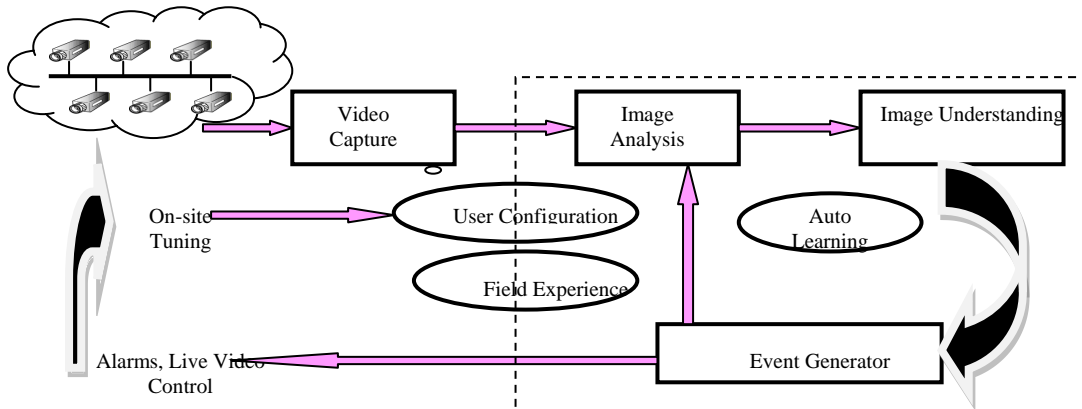 Video
Capture
Image
Analysis
Image Understanding
On-site
Tuning
User Configuration
Auto
Learning
Field Experience
Alarms, Live Video
Control
Event Generator